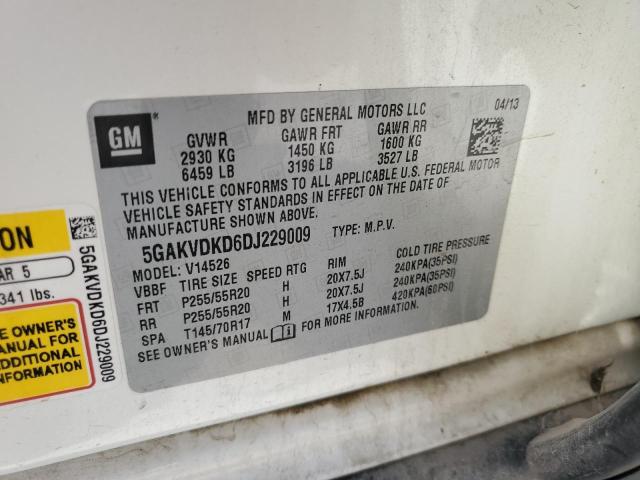 MFD BY GENERAL MOTORS LLC 04/13
GM
GVWR GAWR FRT GAWR RR
2930 KG 1450 KG 1600 KG
6459 LB 3196 LB 3527 LB
THIS VEHICLE CONFORMS TO ALL APPLICABLE U.S. FEDERAL MOTOR
VEHICLE SAFETY STANDARDS IN EFFECT ON THE DATE OF
MANUFACTURE SHOWN ABOVE.
5GAKVDKD6DJ229009 TYPE: M.P.V.
MODEL: V14526
VBBF TIRE SIZE SPEED RTG RIM COLD TIRE PRESSURE
FRT P255/55R20 H 20X7.5J 240KPA(35PSI)
RR P255/55R20 H 20X7.5J 240KPA(35PSI)
SPA T145/70R17 M 17X4.5B 420KPA(60PSI)
SEE OWNER'S MANUAL FOR MORE INFORMATION
ON
AR 5
341 lbs.
EE OWNER'S
ANUAL FOR
ADDITIONAL
INFORMATION
5GAKVDKD6DJ229009